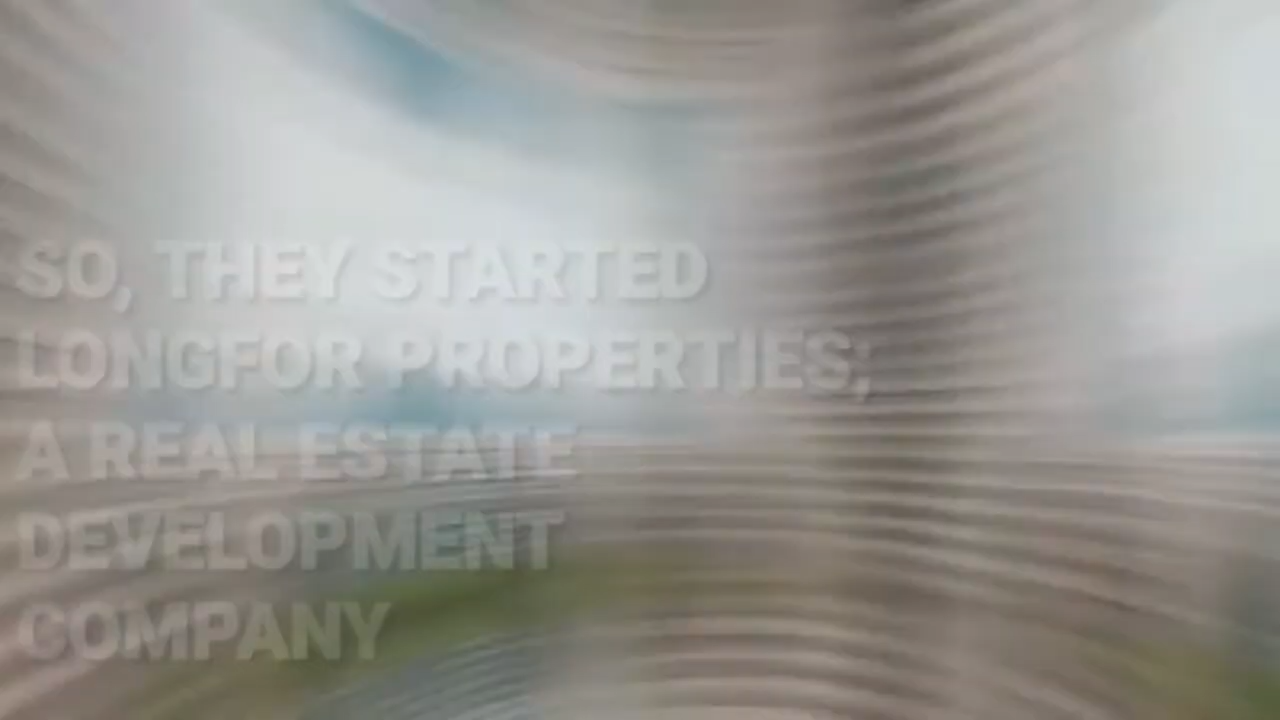 SO, THEY STARTED
LONGFOR PROPERTIES;
A REAL ESTATE
DEVELOPMENT
COMPANY